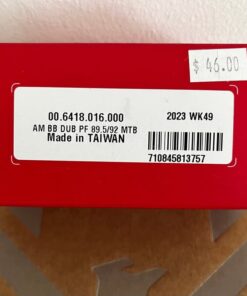 $ 46.00
00.6418.016.000
2023 WK49
AM BB DUB PF 89.5/92 MTB
Made in TAIWAN
710845813757